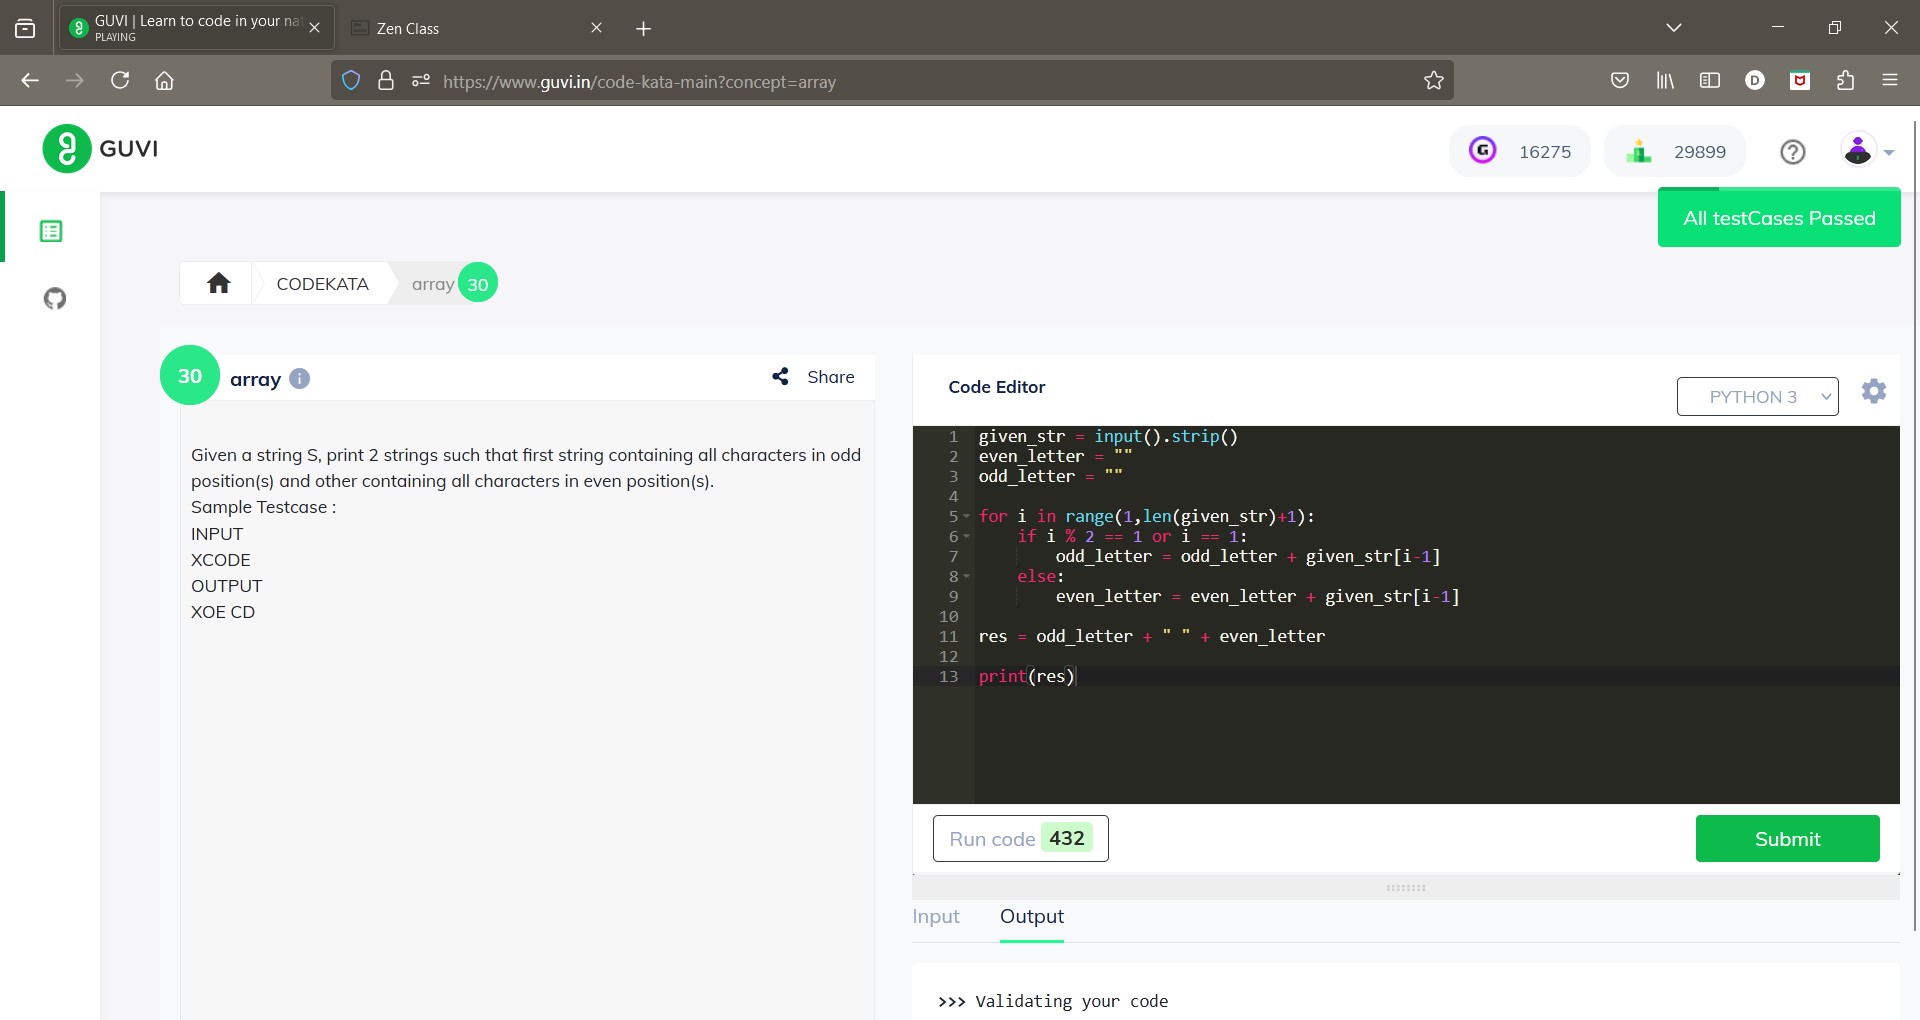 GUVI | Learn to code in your nat
PLAYING
Zen Class
https://www.guvi.in/code-kata-main?concept=array
GUVI
16275
29899
All testCases Passed
CODEKATA
array
30
30
array
Share
Given a string S, print 2 strings such that first string containing all characters in odd
position(s) and other containing all characters in even position(s).
Sample Testcase :
INPUT
XCODE
OUTPUT
XOE CD
Code Editor
PYTHON 3
1 given_str = input().strip()
2 even_letter = ""
3 odd_letter = ""
4
5 for i in range(1,len(given_str)+1):
6 if i % 2 == 1 or i == 1:
7 odd_letter = odd_letter + given_str[i-1]
8 else:
9 even_letter = even_letter + given_str[i-1]
10
11 res = odd_letter + " " + even_letter
12
13 print(res)
Run code 432
Submit
Input
Output
>>> Validating your code